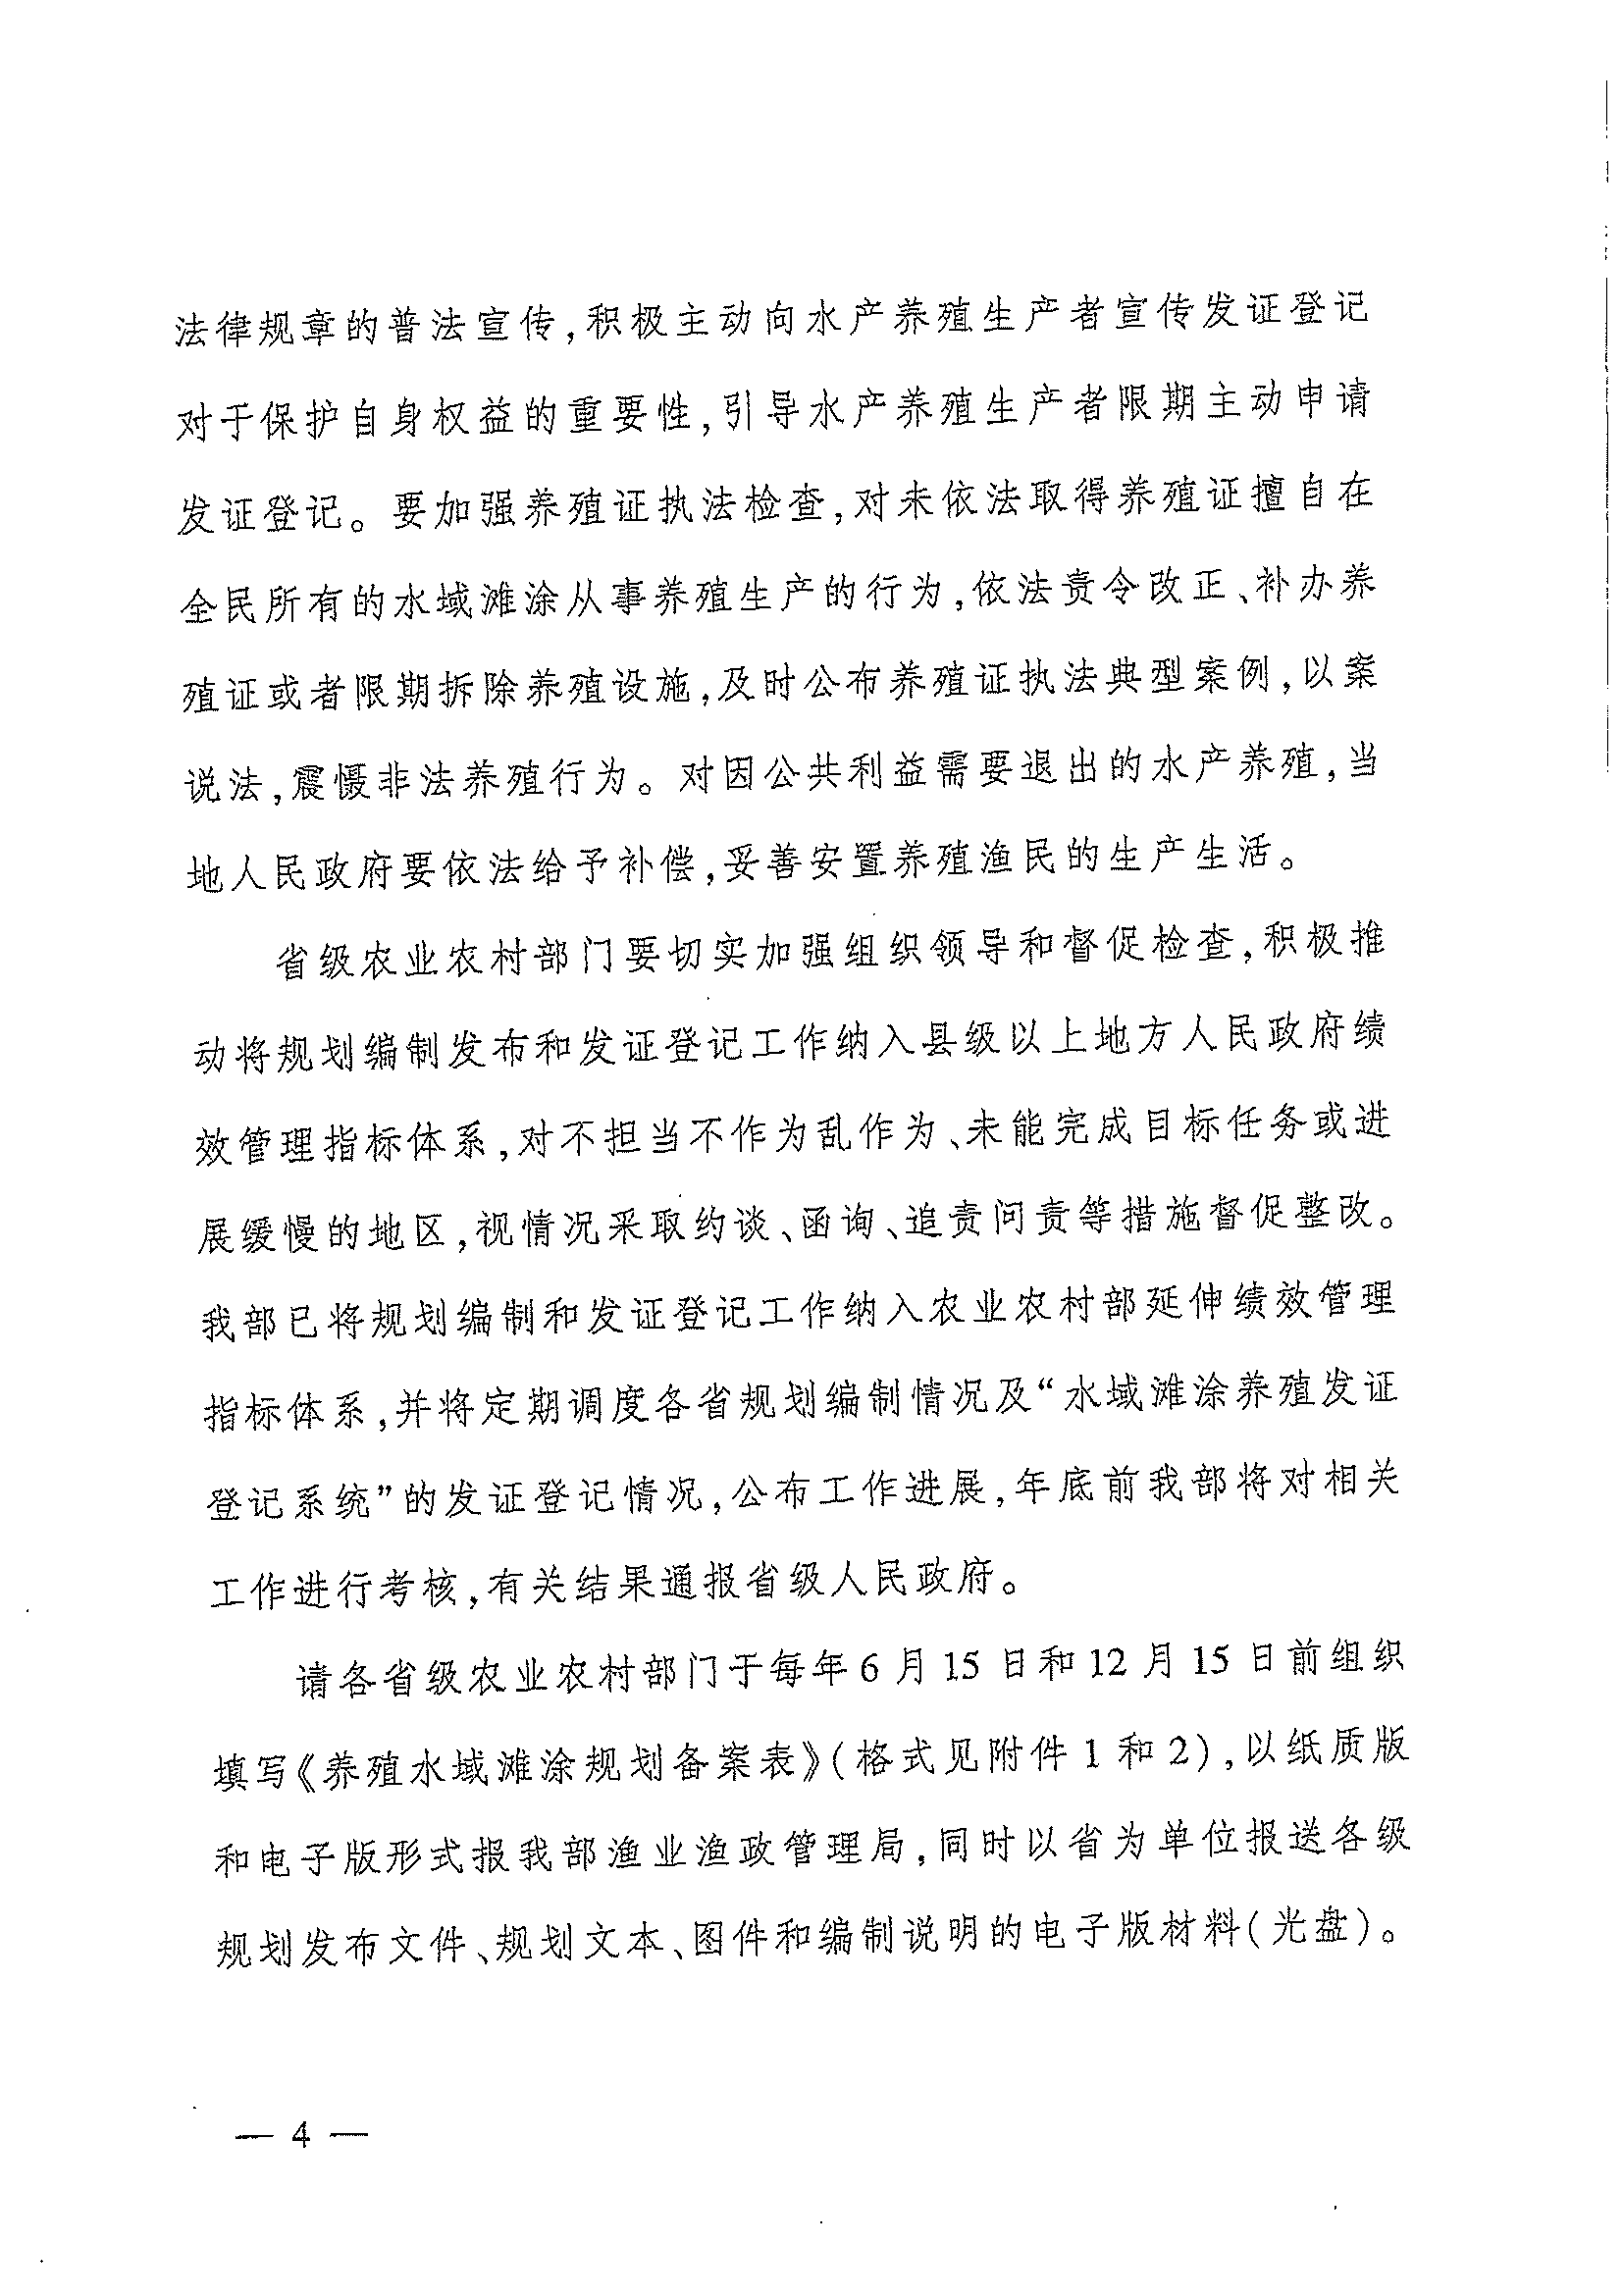 法律规章的普法宣传,积极主动向水产养殖生产者宣传发证登记
对于保护自身权益的重要性,引导水产养殖生产者限期主动申请
发证登记。要加强养殖证执法检查,对未依法取得养殖证擅自在
全民所有的水域滩涂从事养殖生产的行为,依法责令改正、补办养
殖证或者限期拆除养殖设施,及时公布养殖证执法典型案例,以案
说法,震慑非法养殖行为。对因公共利益需要退出的水产养殖,当
地人民政府要依法给予补偿,妥善安置养殖渔民的生产生活。
省级农业农村部门要切实加强组织领导和督促检查,积极推
动将规划编制发布和发证登记工作纳入县级以上地方人民政府绩
效管理指标体系,对不担当不作为乱作为、未能完成目标任务或进
展缓慢的地区,视情况采取约谈、函询、追责问责等措施督促整改。
我部已将规划编制和发证登记工作纳入农业农村部延伸绩效管理
指标体系,并将定期调度各省规划编制情况及“水域滩涂养殖发证
登记系统”的发证登记情况,公布工作进展,年底前我部将对相关
工作进行考核,有关结果通报省级人民政府。
请各省级农业农村部门于每年6月15日和12月15日前组织
填写《养殖水域滩涂规划备案表》(格式见附件1和2),以纸质版
和电子版形式报我部渔业渔政管理局,同时以省为单位报送各级
规划发布文件、规划文本、图件和编制说明的电子版材料(光盘)。
— 4 —